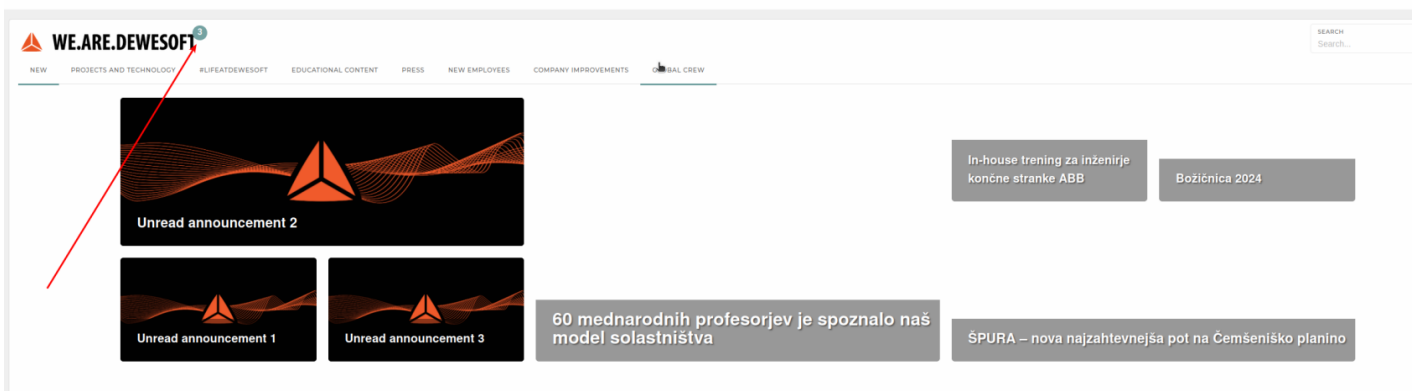 WE.ARE.DEWESOFT
3
SEARCH
Search...
NEW
PROJECTS AND TECHNOLOGY
#LIFEATDEWESOFT
EDUCATIONAL CONTENT
PRESS
NEW EMPLOYEES
COMPANY IMPROVEMENTS
GLOBAL CREW
Unread announcement 2
In-house trening za inženirje
končne stranke ABB
Božičnica 2024
Unread announcement 1
Unread announcement 3
60 mednarodnih profesorjev je spoznalo naš
model solastništva
ŠPURA – nova najzahtevnejša pot na Čemšeniško planino